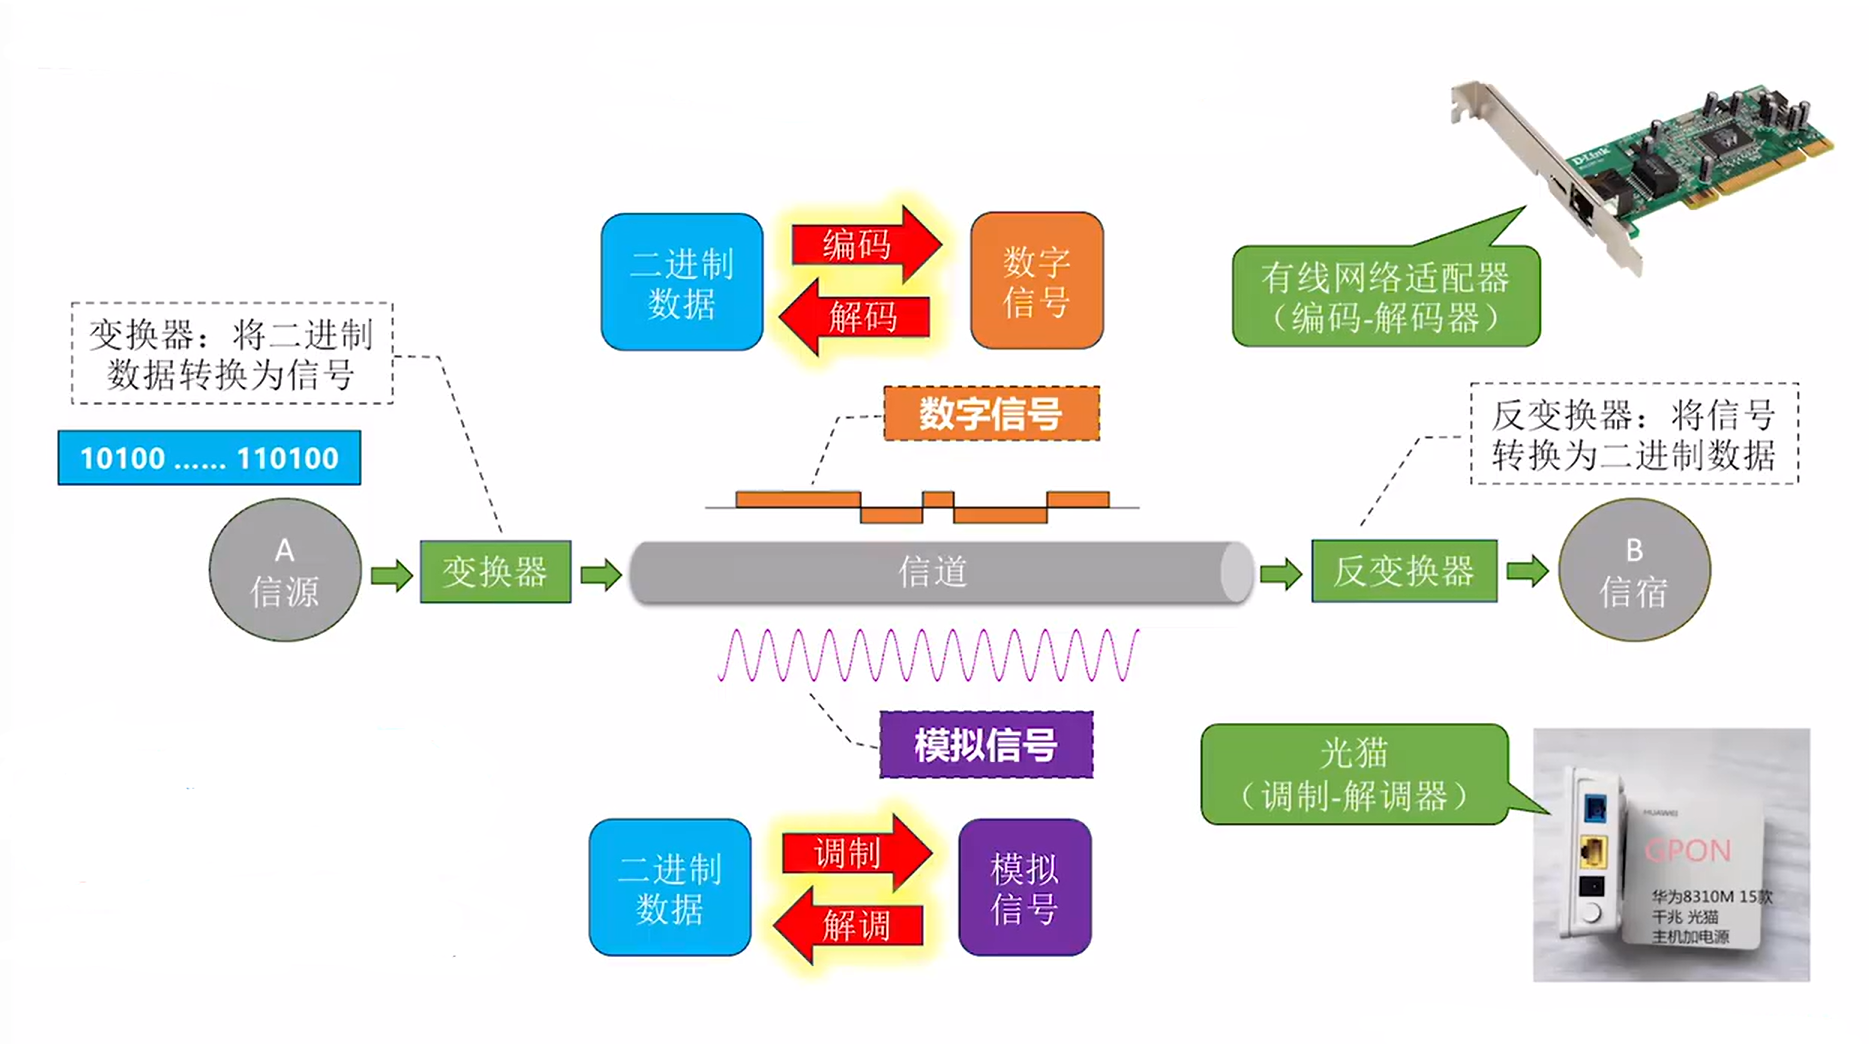 D-Link
二进制
数据
编码
解码
数字
信号
有线网络适配器
（编码-解码器）
变换器：将二进制
数据转换为信号
数字信号
反变换器：将信号
转换为二进制数据
10100 …… 110100
A
信源
变换器
信道
反变换器
B
信宿
模拟信号
光猫
（调制-解调器）
二进制
数据
调制
解调
模拟
信号
HUAWEI
GPON
华为8310M 15款
千兆 光猫
主机加电源